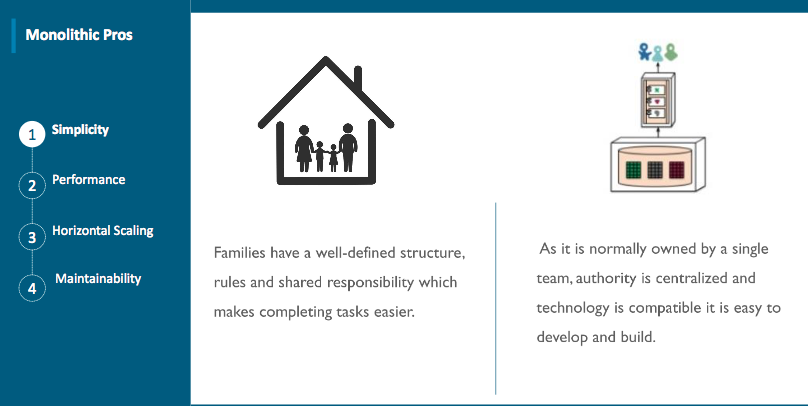 Monolithic Pros
1 Simplicity
2 Performance
3 Horizontal Scaling
4 Maintainability
Families have a well-defined structure,
rules and shared responsibility which
makes completing tasks easier.
As it is normally owned by a single
team, authority is centralized and
technology is compatible it is easy to
develop and build.